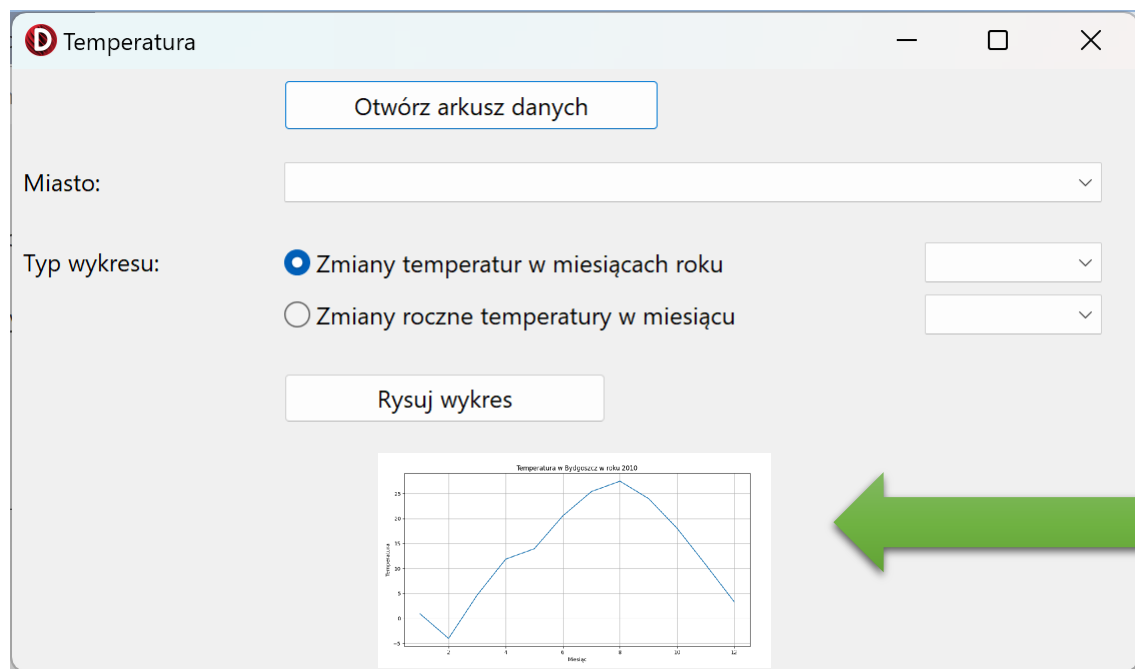 Temperatura
Otwórz arkusz danych
Miasto:
Typ wykresu:
Zmiany temperatur w miesiącach roku
Zmiany roczne temperatury w miesiącu
Rysuj wykres
Temperatura w Bydgoszcz w roku 2010
Temperatura
25
20
15
10
5
0
−5
2
4
6
8
10
12
Miesiąc